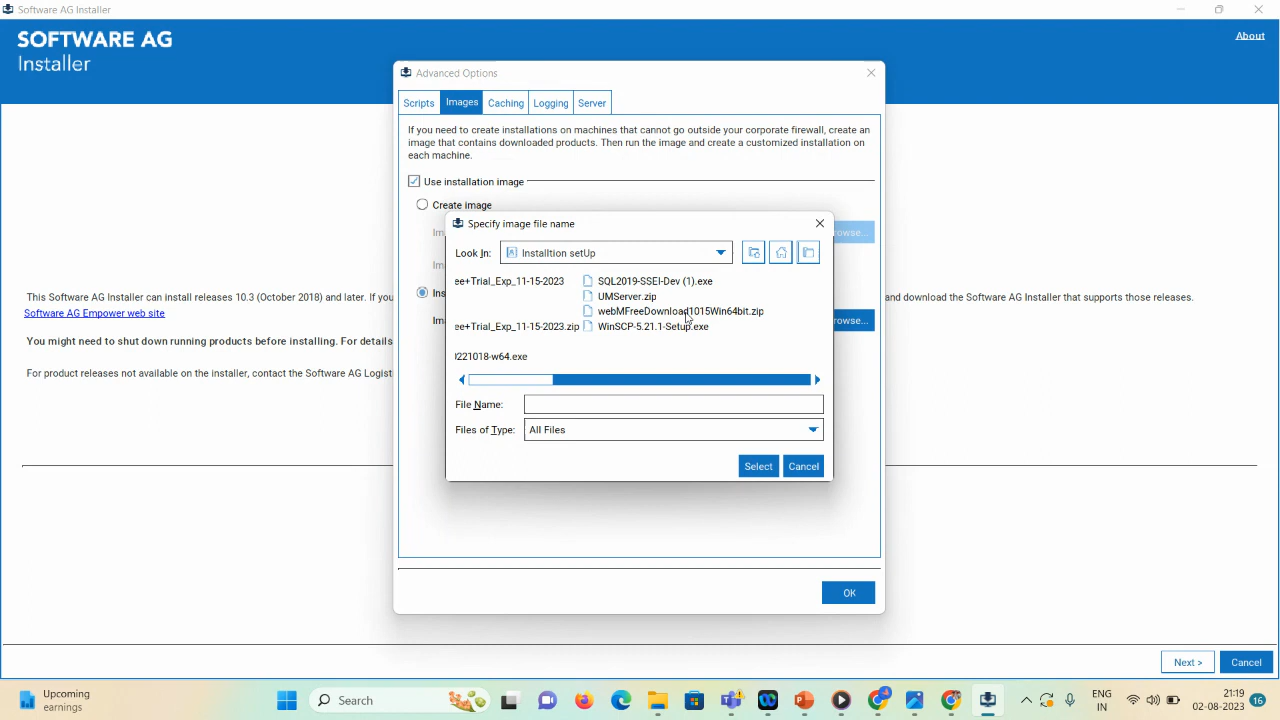 Software AG Installer
SOFTWARE AG
Installer
About
Advanced Options
Scripts Images Caching Logging Server
If you need to create installations on machines that cannot go outside your corporate firewall, create an
image that contains downloaded products. Then run the image and create a customized installation on
each machine.
Use installation image
Create image
Specify image file name
Look In: Installtion setUp
ee+Trial_Exp_11-15-2023 SQL2019-SSEI-Dev (1).exe
UMServer.zip
webMFreeDownload1015Win64bit.zip
ee+Trial_Exp_11-15-2023.zip WinSCP-5.21.1-Setup.exe
221018-w64.exe
File Name:
Files of Type: All Files
Select Cancel
Im
owse...
Im
Ins
Im
owse...
This Software AG Installer can install releases 10.3 (October 2018) and later. If you
and download the Software AG Installer that supports those releases.
Software AG Empower web site
You might need to shut down running products before installing. For details
For product releases not available on the installer, contact the Software AG Logist
OK
Next > Cancel
Upcoming
earnings
Search
ENG
IN
21:19
02-08-2023
16